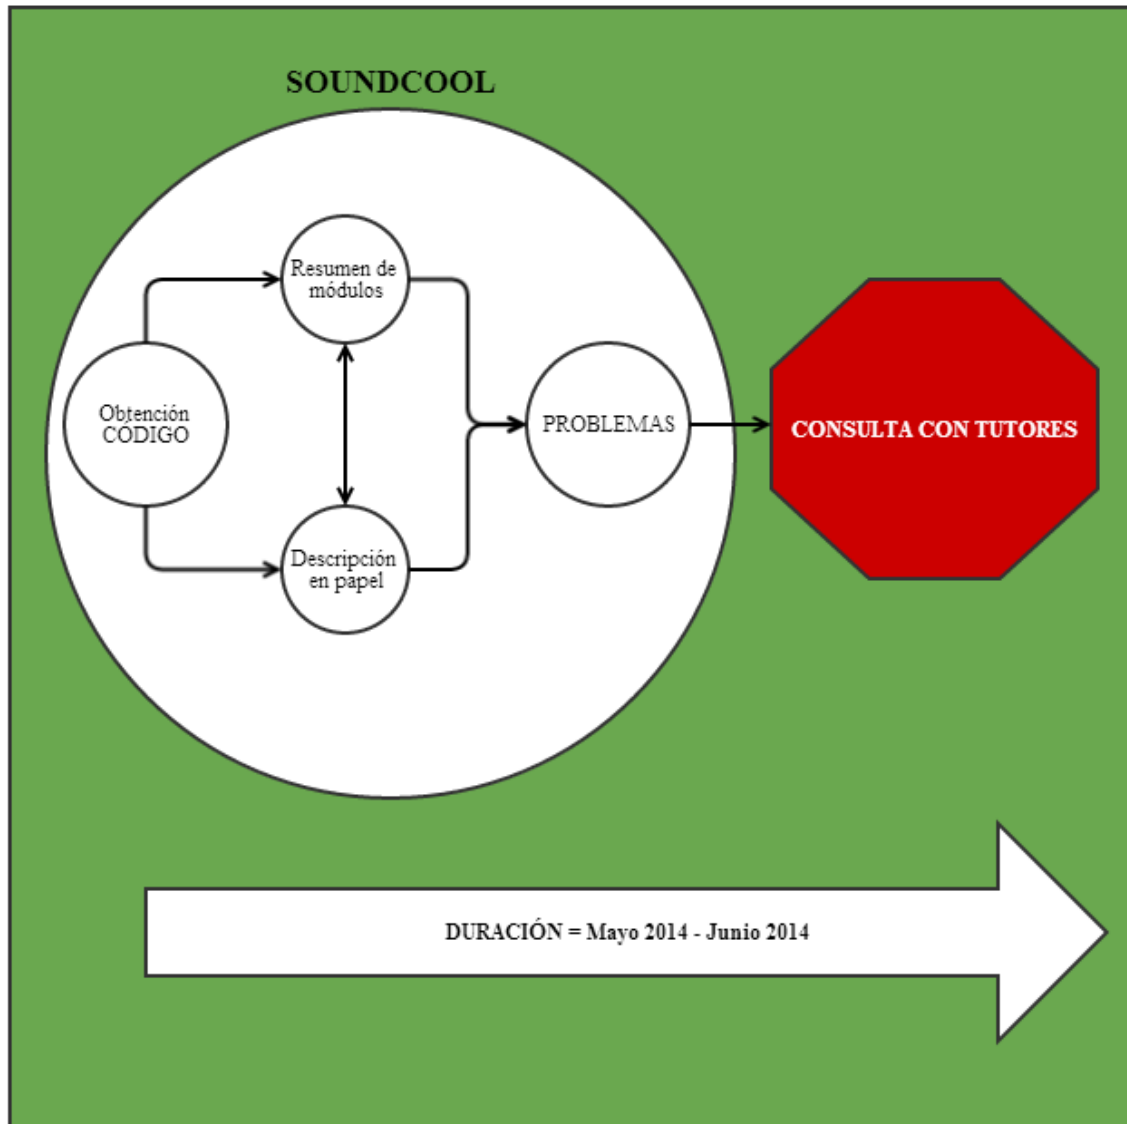 SOUNDCOOL
Resumen de
módulos
Obtención
CÓDIGO
PROBLEMAS
CONSULTA CON TUTORES
Descripción
en papel
DURACIÓN = Mayo 2014 - Junio 2014